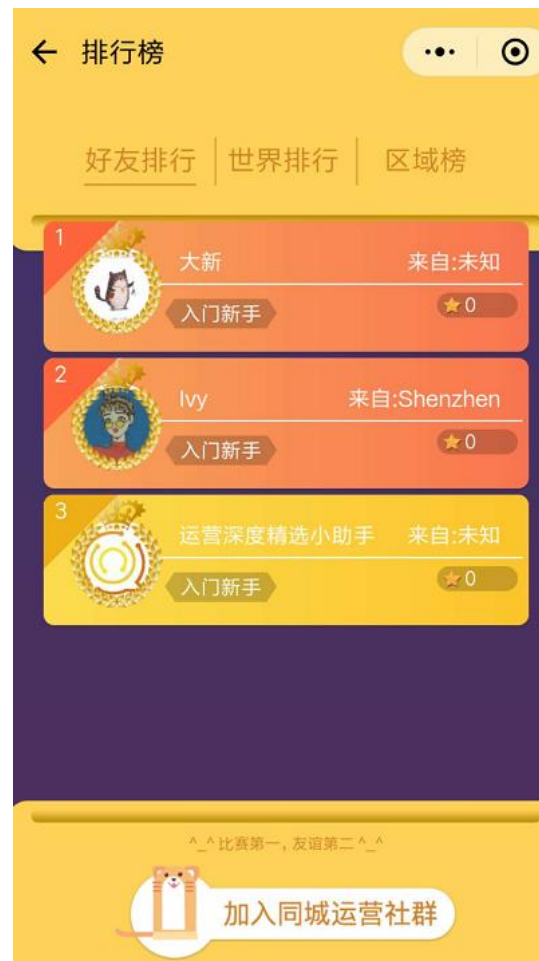 排行榜
好友排行 世界排行 区域榜
1
大新 来自:未知
入门新手 0
2
Ivy 来自:Shenzhen
入门新手 0
3
运营深度精选小助手 来自:未知
入门新手 0
^_^ 比赛第一，友谊第二 ^_^
加入同城运营社群